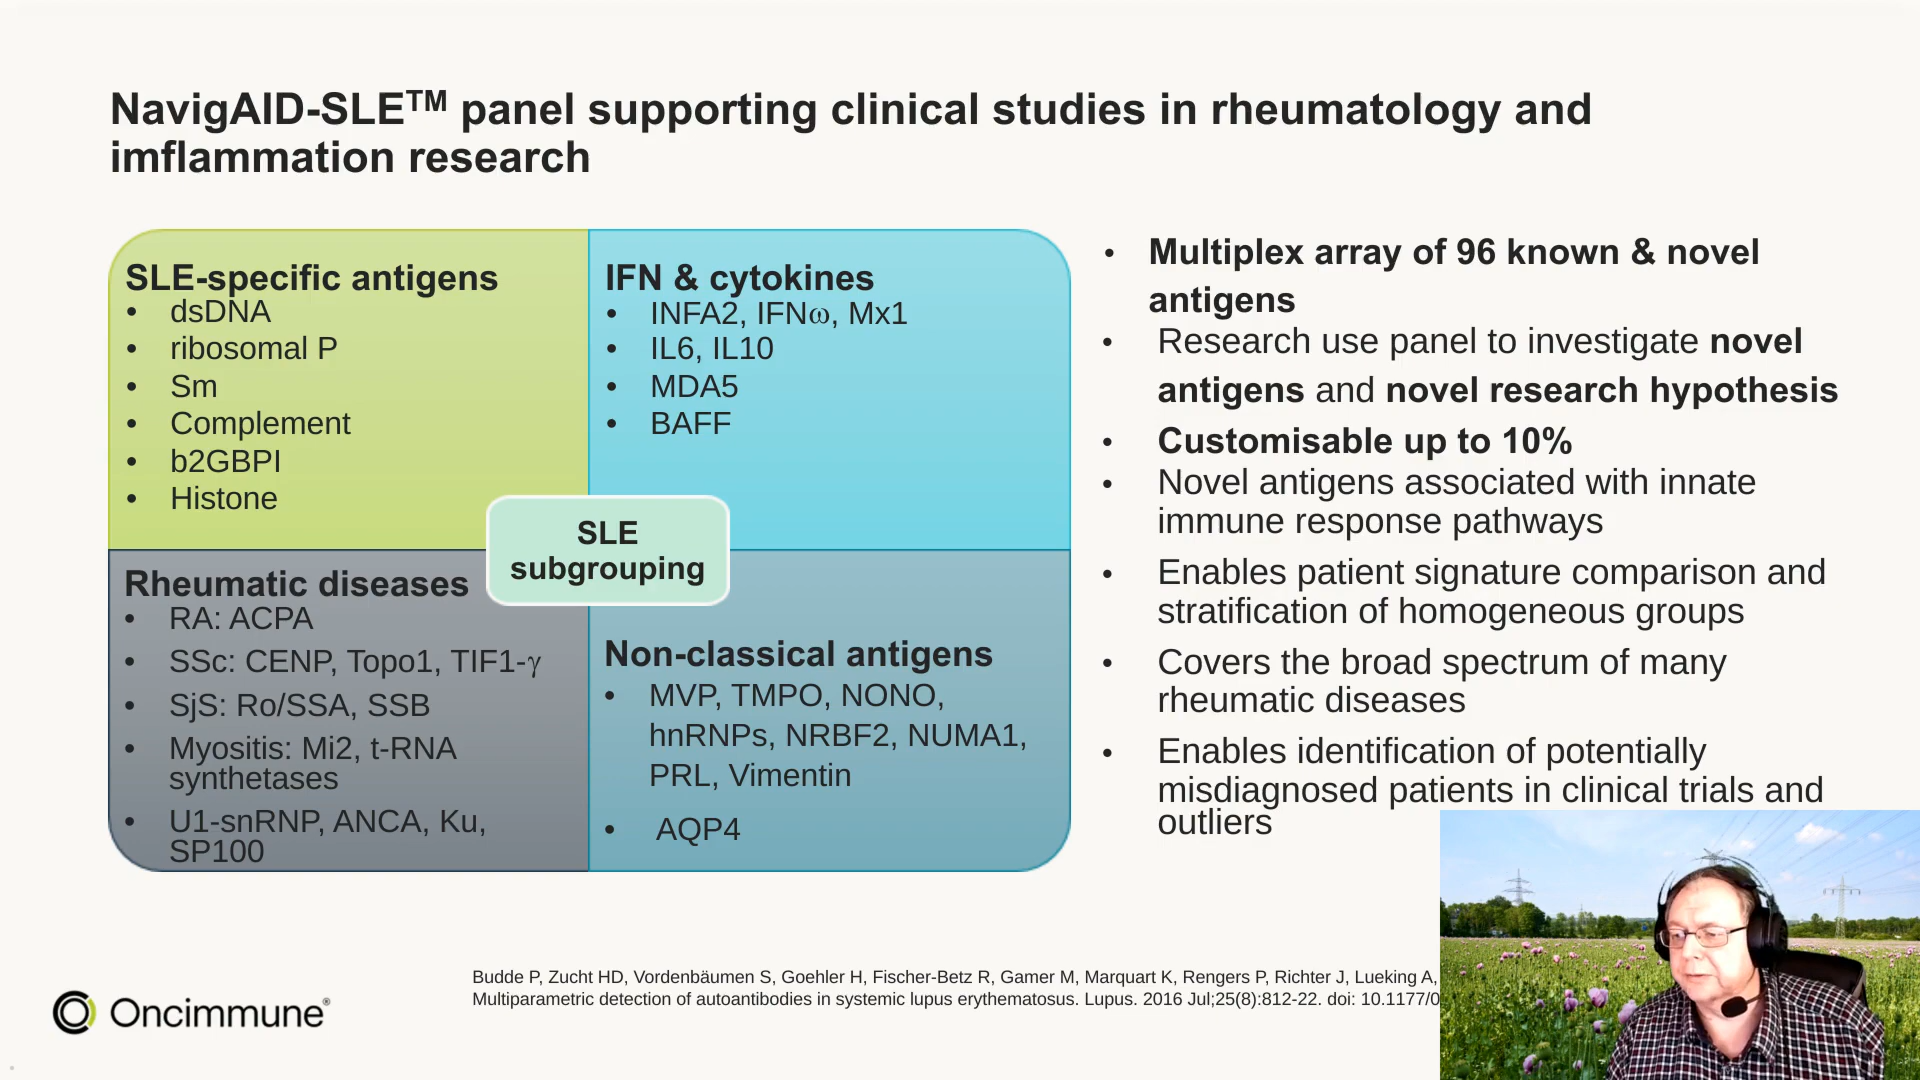 NavigAID-SLE™ panel supporting clinical studies in rheumatology and
imflammation research
SLE-specific antigens
• dsDNA
• ribosomal P
• Sm
• Complement
• b2GBPI
• Histone
IFN & cytokines
• INFA2, IFNω, Mx1
• IL6, IL10
• MDA5
• BAFF
SLE
subgrouping
Rheumatic diseases
• RA: ACPA
• SSc: CENP, Topo1, TIF1-γ
• SjS: Ro/SSA, SSB
• Myositis: Mi2, t-RNA
synthetases
• U1-snRNP, ANCA, Ku,
SP100
Non-classical antigens
• MVP, TMPO, NONO,
hnRNPs, NRBF2, NUMA1,
PRL, Vimentin
• AQP4
• Multiplex array of 96 known & novel
antigens
• Research use panel to investigate novel
antigens and novel research hypothesis
• Customisable up to 10%
• Novel antigens associated with innate
immune response pathways
• Enables patient signature comparison and
stratification of homogeneous groups
• Covers the broad spectrum of many
rheumatic diseases
• Enables identification of potentially
misdiagnosed patients in clinical trials and
outliers
Budde P, Zucht HD, Vordenbäumen S, Goehler H, Fischer-Betz R, Gamer M, Marquart K, Rengers P, Richter J, Lueking A,
Multiparametric detection of autoantibodies in systemic lupus erythematosus. Lupus. 2016 Jul;25(8):812-22. doi: 10.1177/0
Oncimmune®